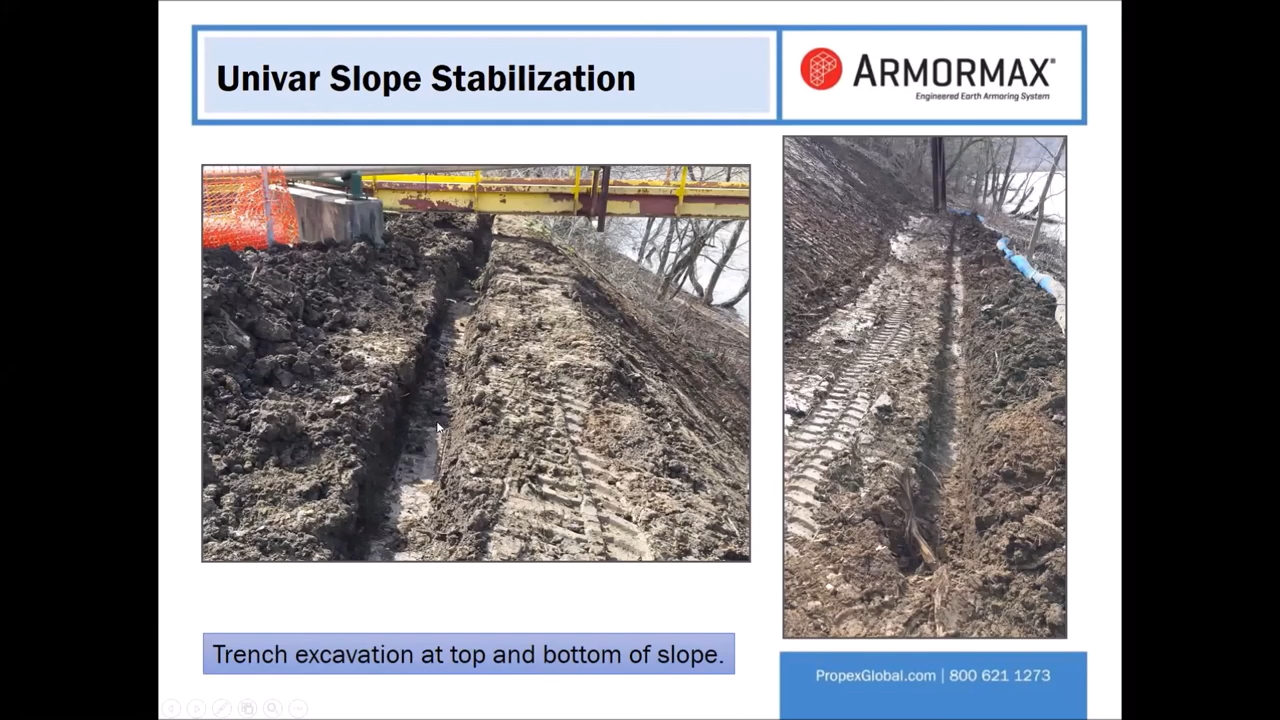 Univar Slope Stabilization
ARMORMAX®
Engineered Earth Armoring System
Trench excavation at top and bottom of slope.
PropexGlobal.com | 800 621 1273